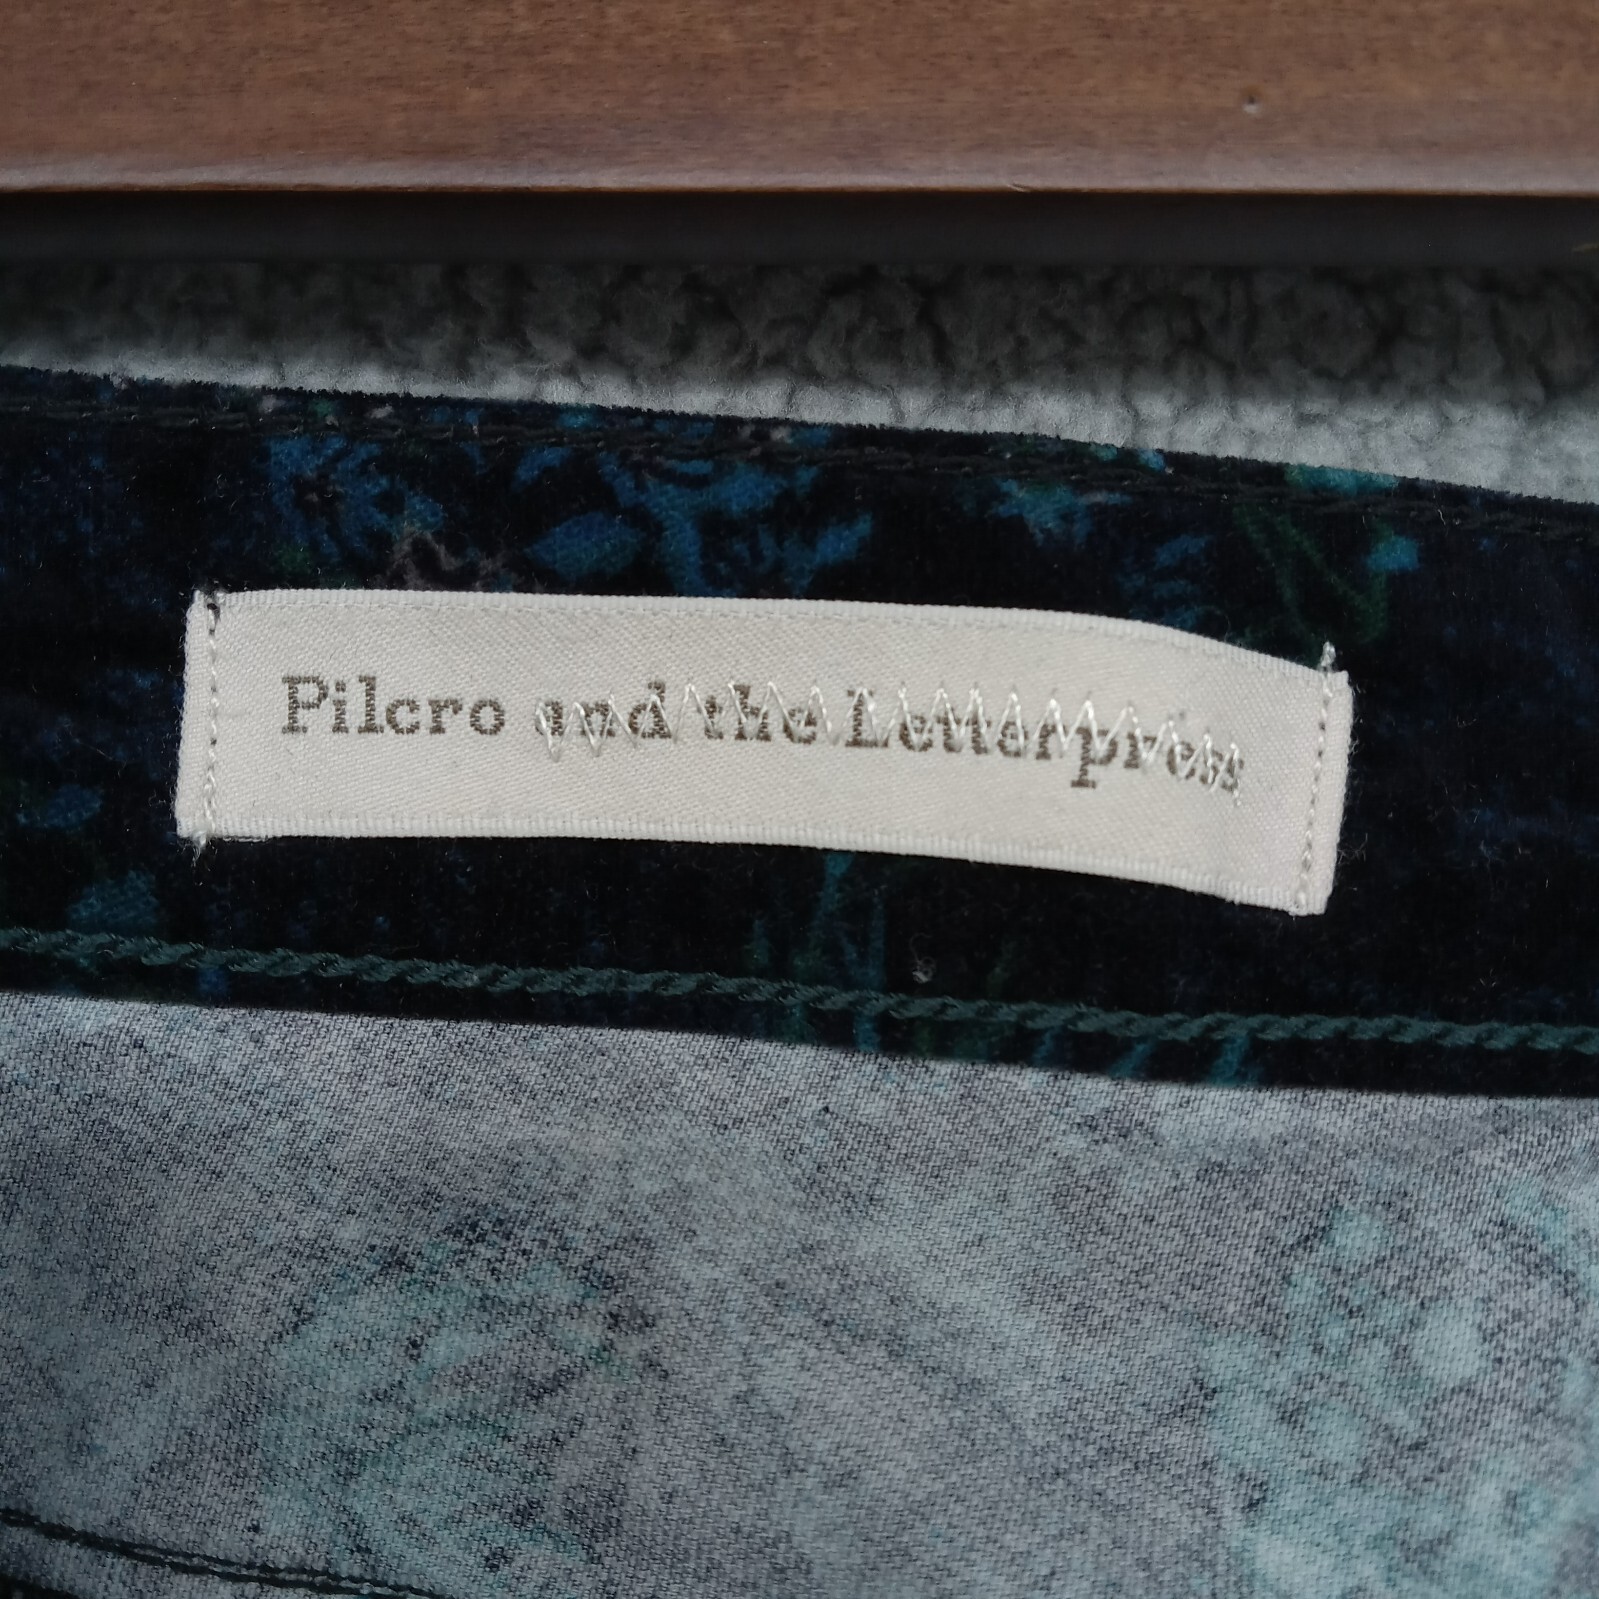 Pilcro and the Letterpress